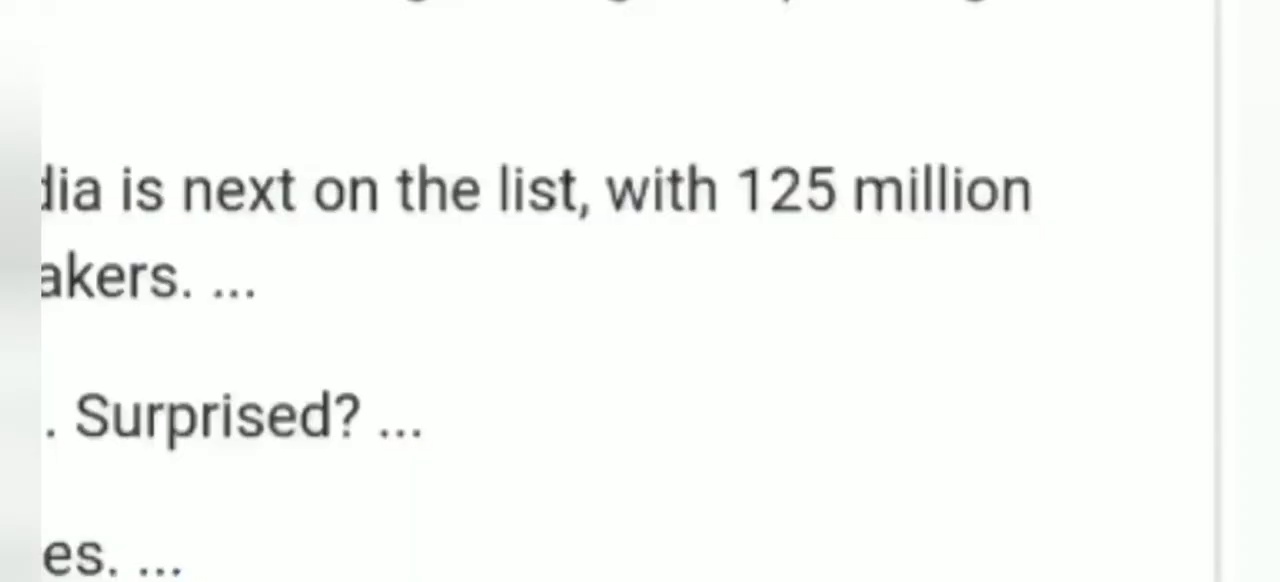 dia is next on the list, with 125 million
akers. ...
. Surprised? ...
es. ...